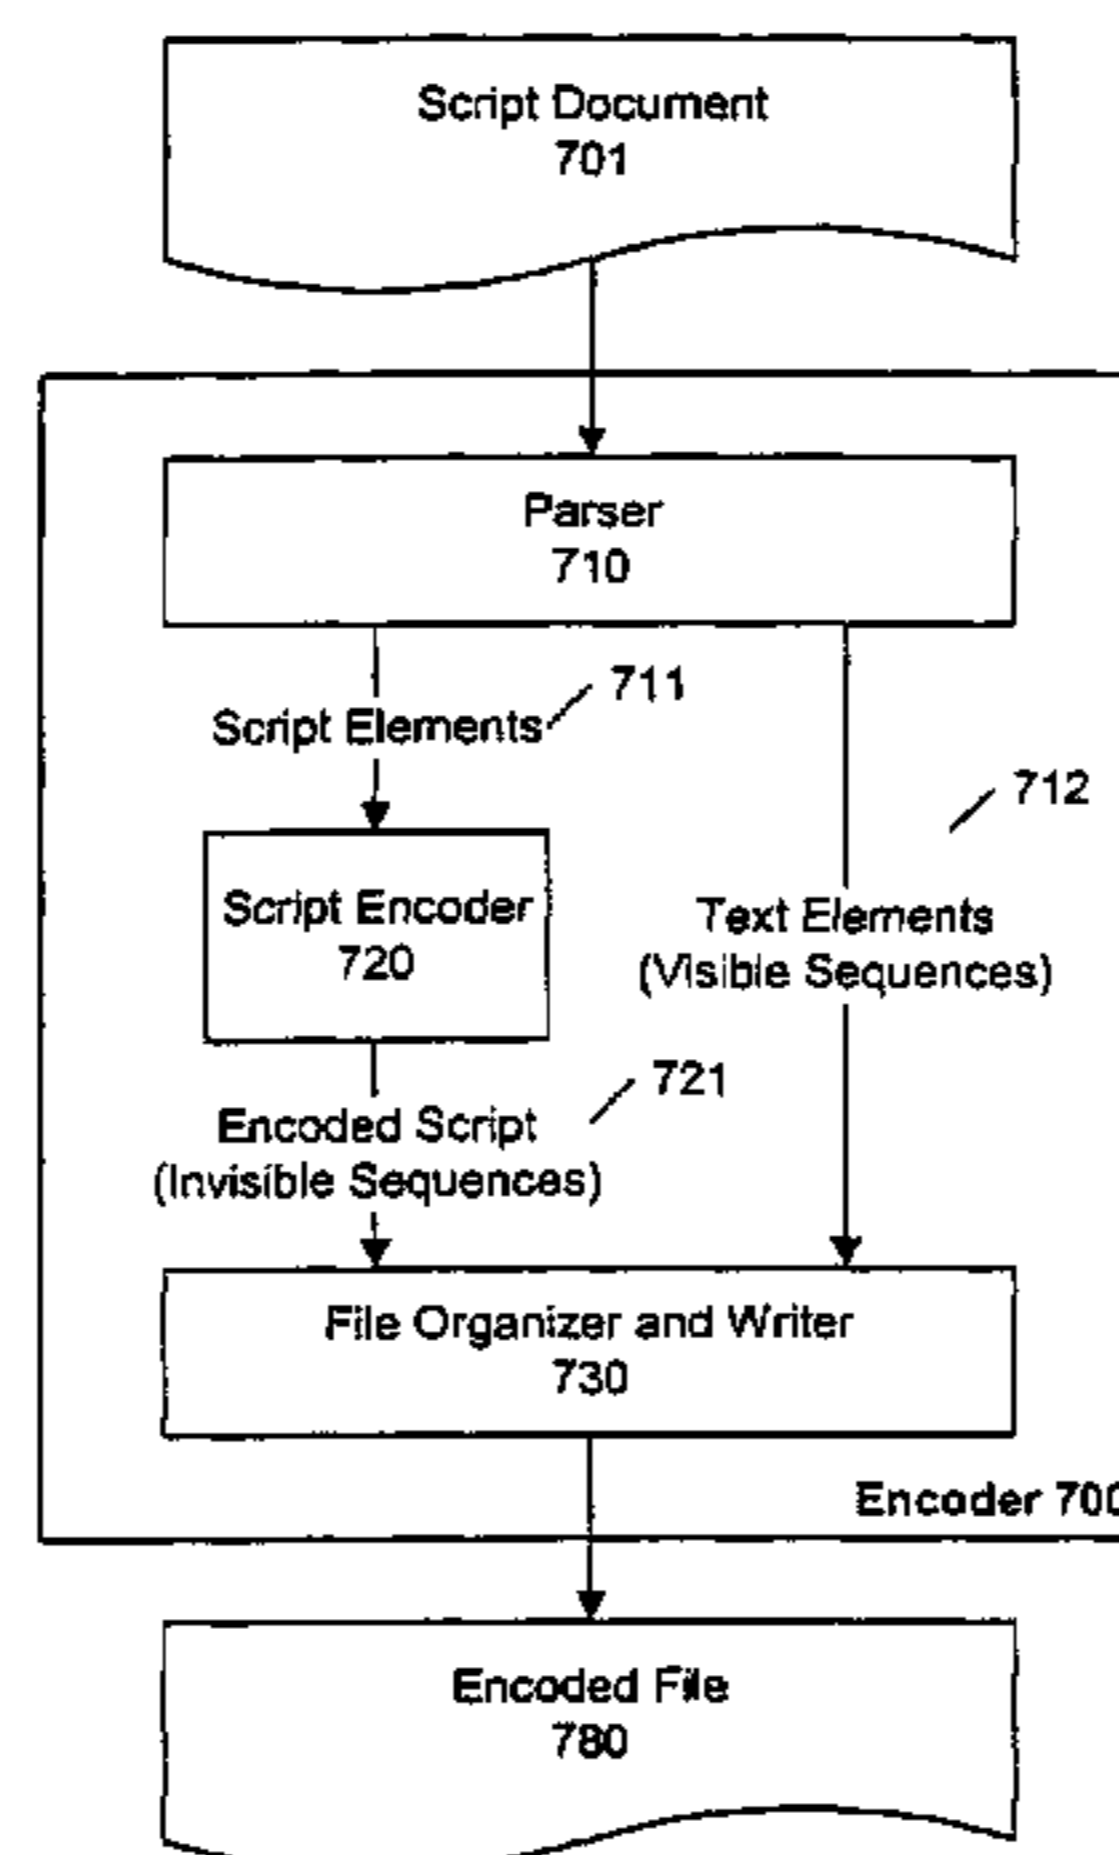 Script Document
701
Parser
710
711
Script Elements
712
Script Encoder
720
Text Elements
(Visible Sequences)
721
Encoded Script
(Invisible Sequences)
File Organizer and Writer
730
Encoder 700
Encoded File
780